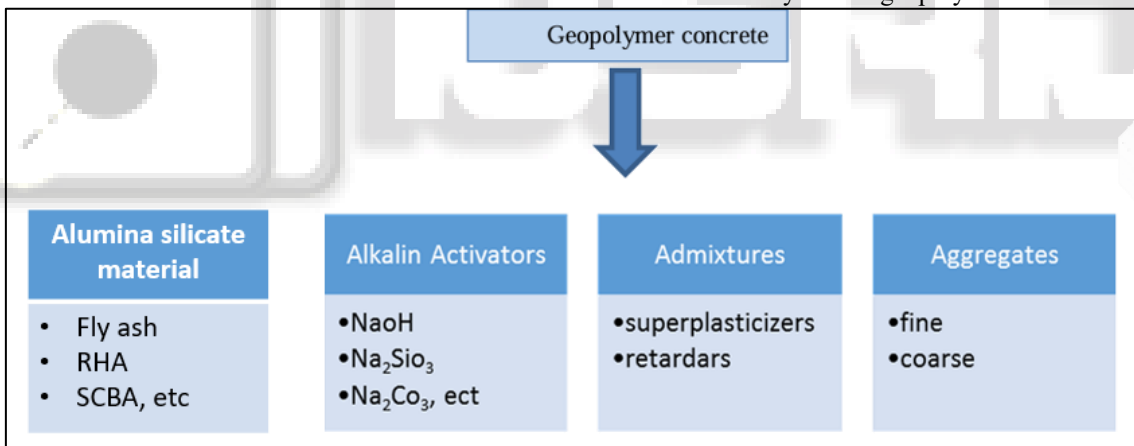 Geopolymer concrete
Alumina silicate
material
• Fly ash
• RHA
• SCBA, etc
Alkalin Activators
•NaoH
•Na₂Sio₃
•Na₂Co₃, ect
Admixtures
•superplasticizers
•retardars
Aggregates
•fine
•coarse